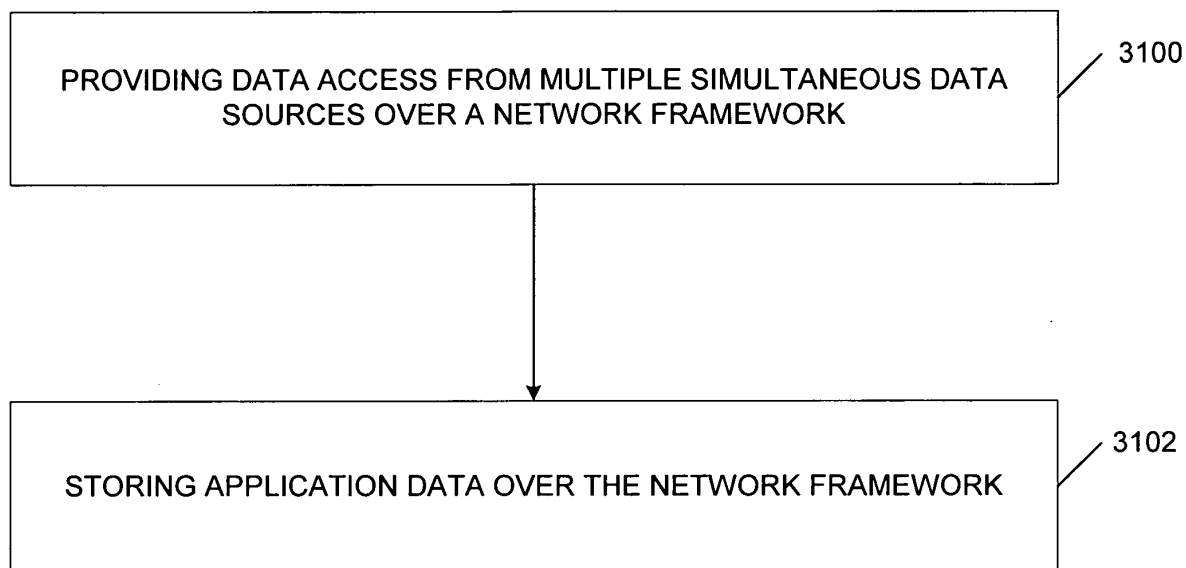 PROVIDING DATA ACCESS FROM MULTIPLE SIMULTANEOUS DATA
SOURCES OVER A NETWORK FRAMEWORK
3100
STORING APPLICATION DATA OVER THE NETWORK FRAMEWORK
3102